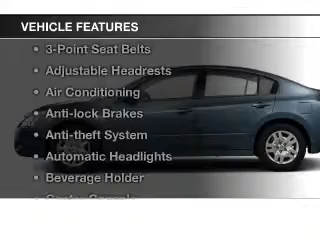 VEHICLE FEATURES
• 3-Point Seat Belts
• Adjustable Headrests
• Air Conditioning
• Anti-lock Brakes
• Anti-theft System
• Automatic Headlights
• Beverage Holder